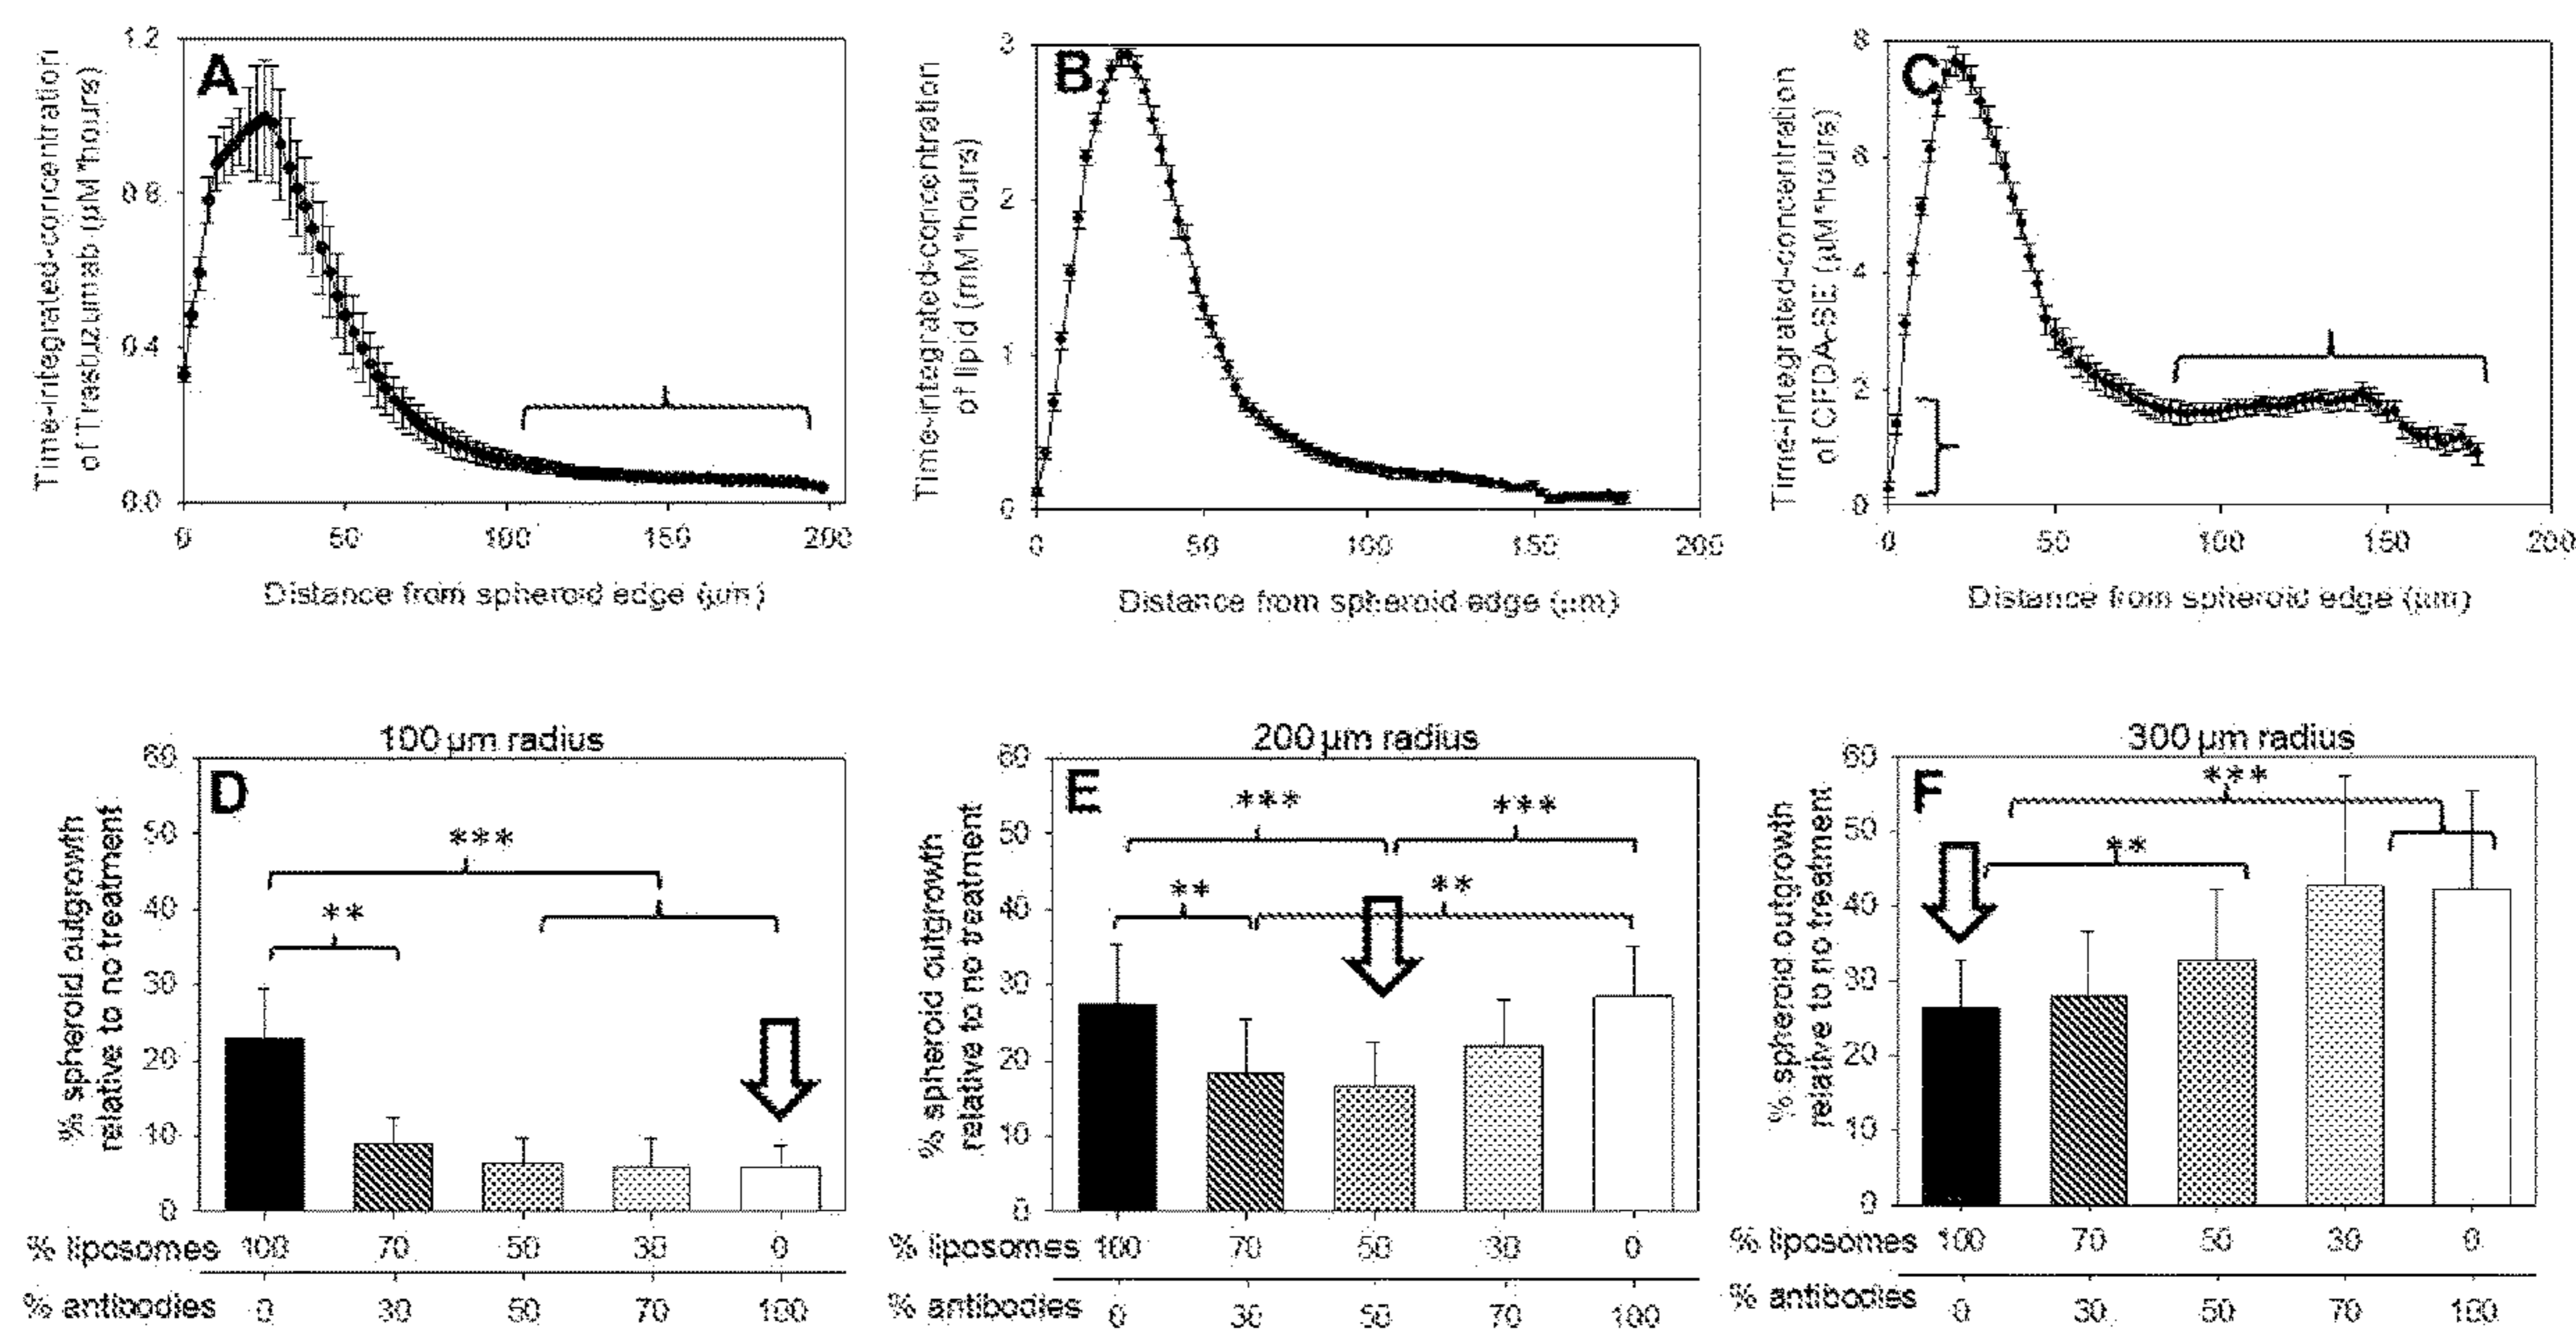 A
Time-integrated-concentration
of Trastuzumab (µM*hours)
1.2
0.8
0.4
0.0
0 50 100 150 200
Distance from spheroid edge (µm)
B
Time-integrated-concentration
of lipid (mM*hours)
3
2
1
0
0 50 100 150 200
Distance from spheroid edge (µm)
C
Time-integrated-concentration
of CFDA-SE (µM*hours)
8
6
4
2
0
0 50 100 150 200
Distance from spheroid edge (µm)
100 µm radius
D
% spheroid outgrowth
relative to no treatment
60
50
40
30
20
10
0
***
**
% liposomes 100 70 50 30 0
% antibodies 0 30 50 70 100
200 µm radius
E
% spheroid outgrowth
relative to no treatment
60
50
40
30
20
10
0
*** ***
** **
% liposomes 100 70 50 30 0
% antibodies 0 30 50 70 100
300 µm radius
F
% spheroid outgrowth
relative to no treatment
60
50
40
30
20
10
0
***
**
% liposomes 100 70 50 30 0
% antibodies 0 30 50 70 100